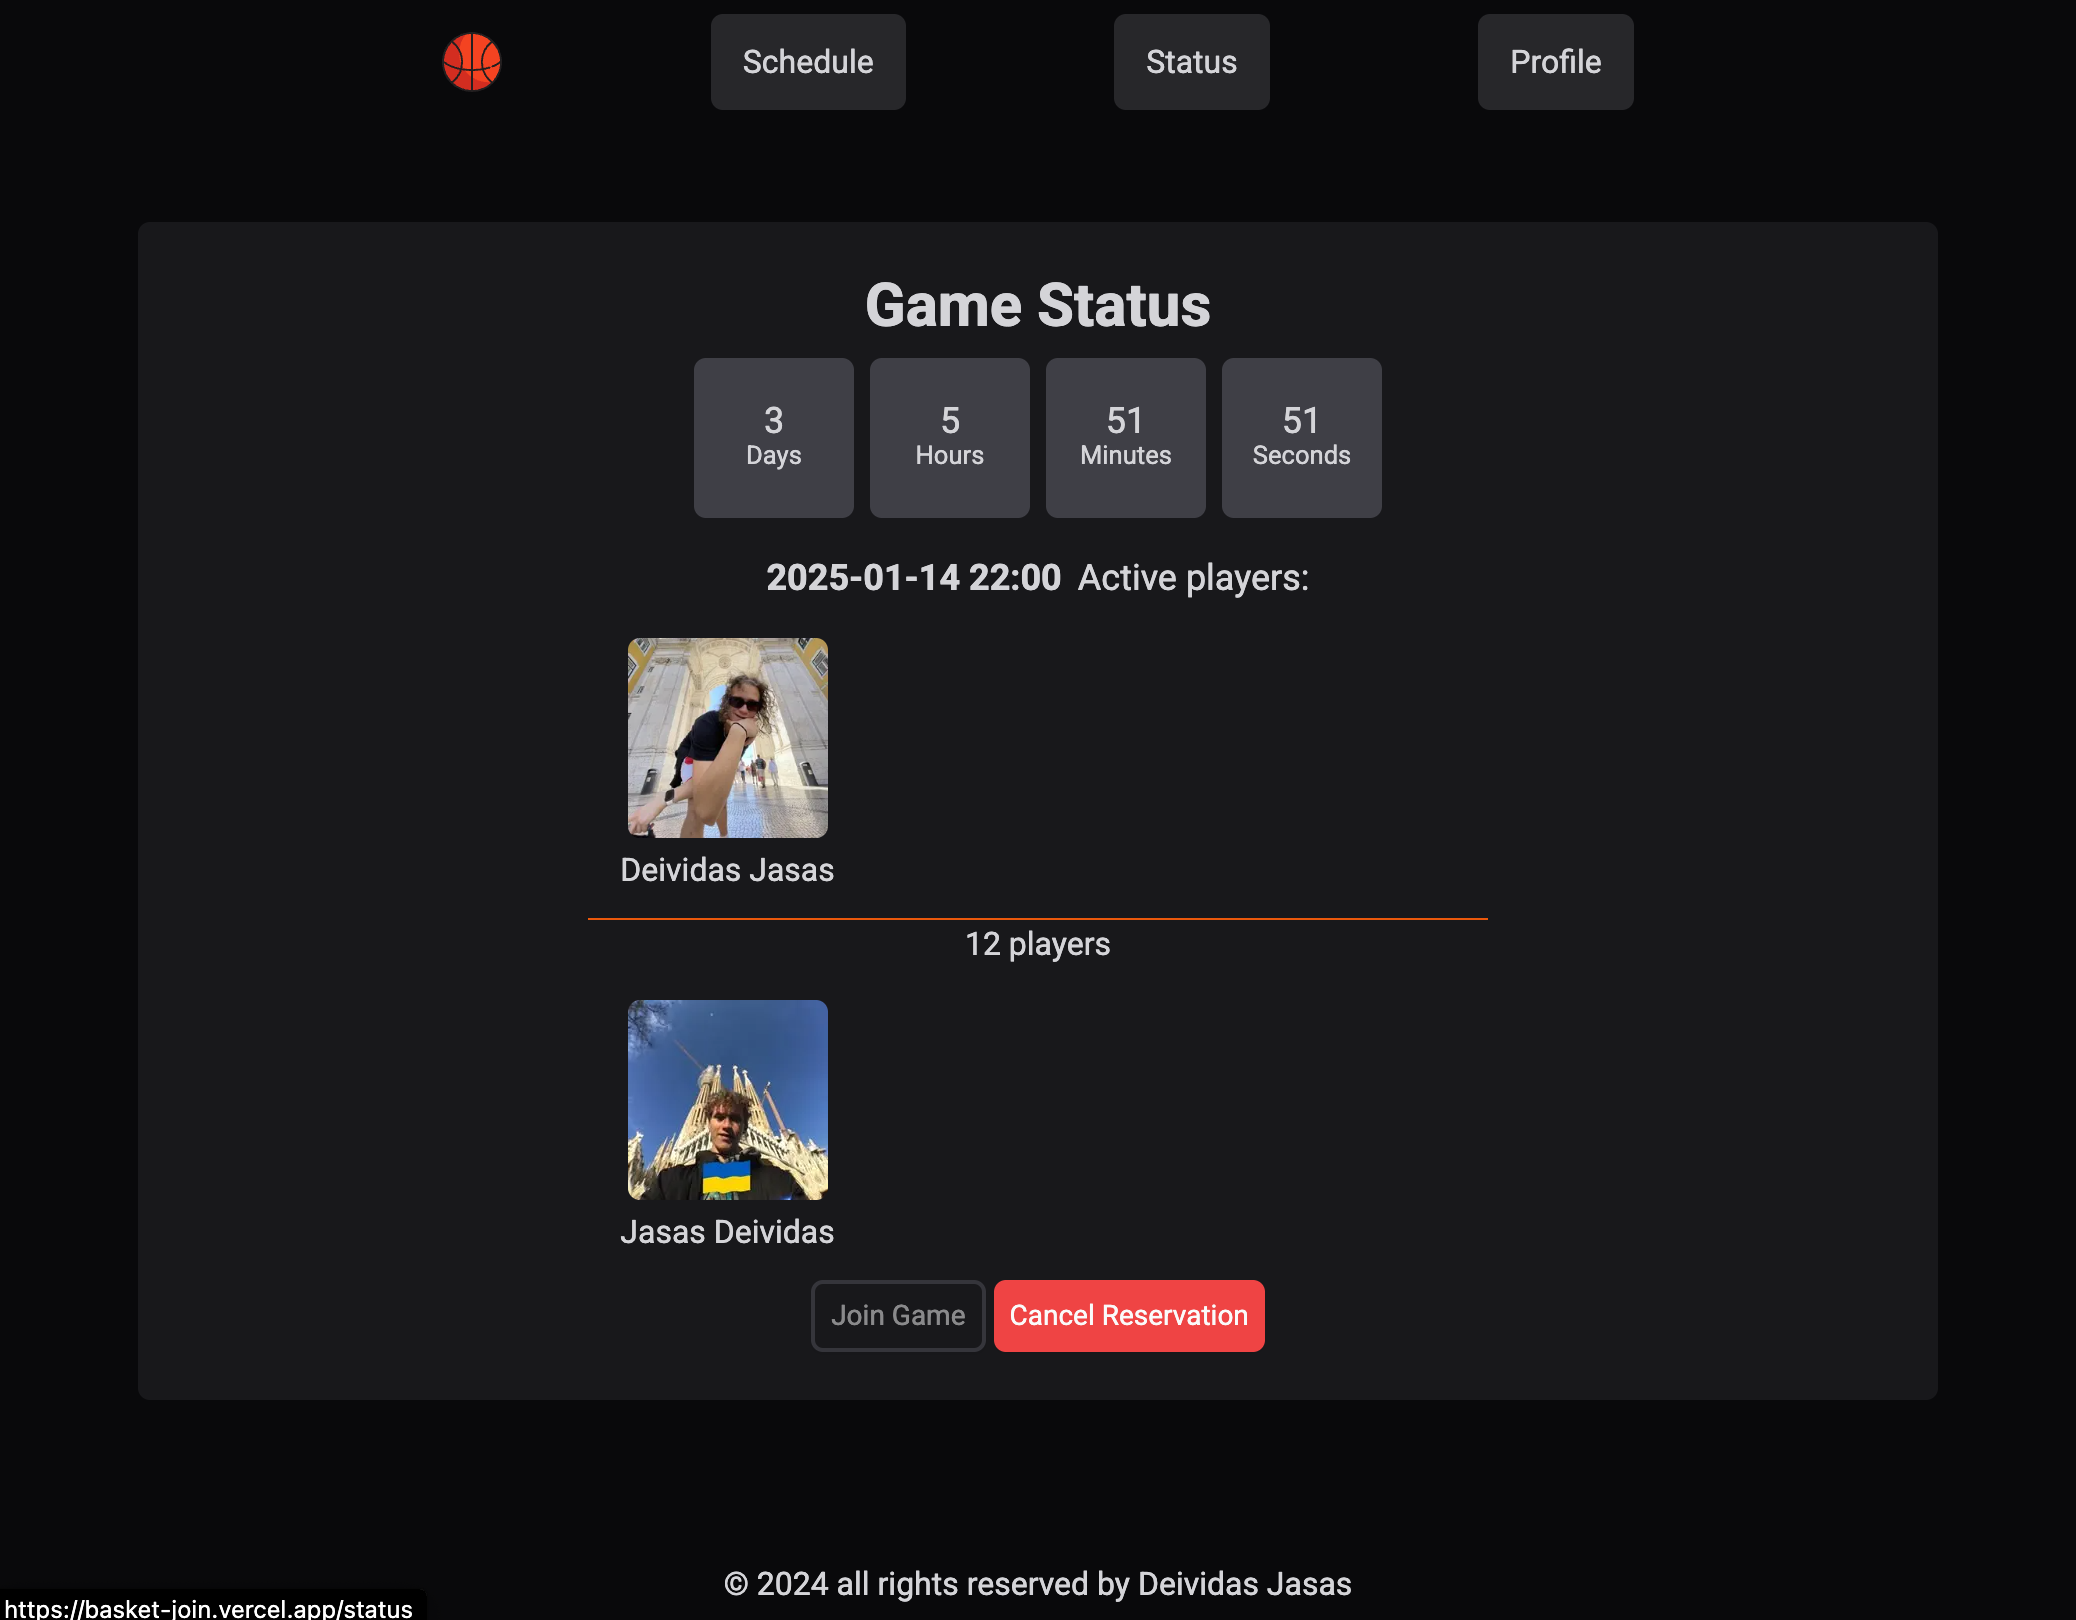 Schedule
Status
Profile
Game Status
3
Days
5
Hours
51
Minutes
51
Seconds
2025-01-14 22:00 Active players:
Deividas Jasas
12 players
Jasas Deividas
Join Game
Cancel Reservation
© 2024 all rights reserved by Deividas Jasas
https://basket-join.vercel.app/status